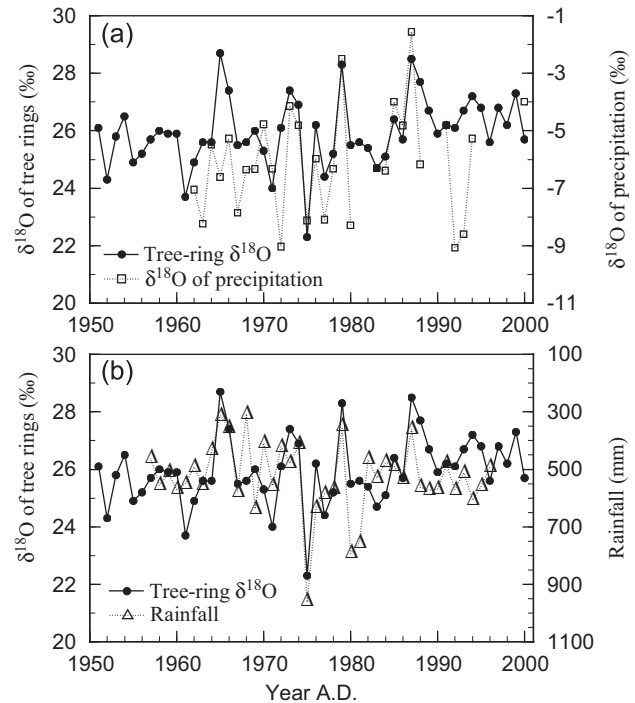 (a)
30
28
26
24
22
20
δ¹⁸O of tree rings (‰)
-1
-3
-5
-7
-9
-11
δ¹⁸O of precipitation (‰)
Tree-ring δ¹⁸O
δ¹⁸O of precipitation
1950 1960 1970 1980 1990 2000
(b)
30
28
26
24
22
20
δ¹⁸O of tree rings (‰)
100
300
500
700
900
1100
Rainfall (mm)
Tree-ring δ¹⁸O
Rainfall
1950 1960 1970 1980 1990 2000
Year A.D.